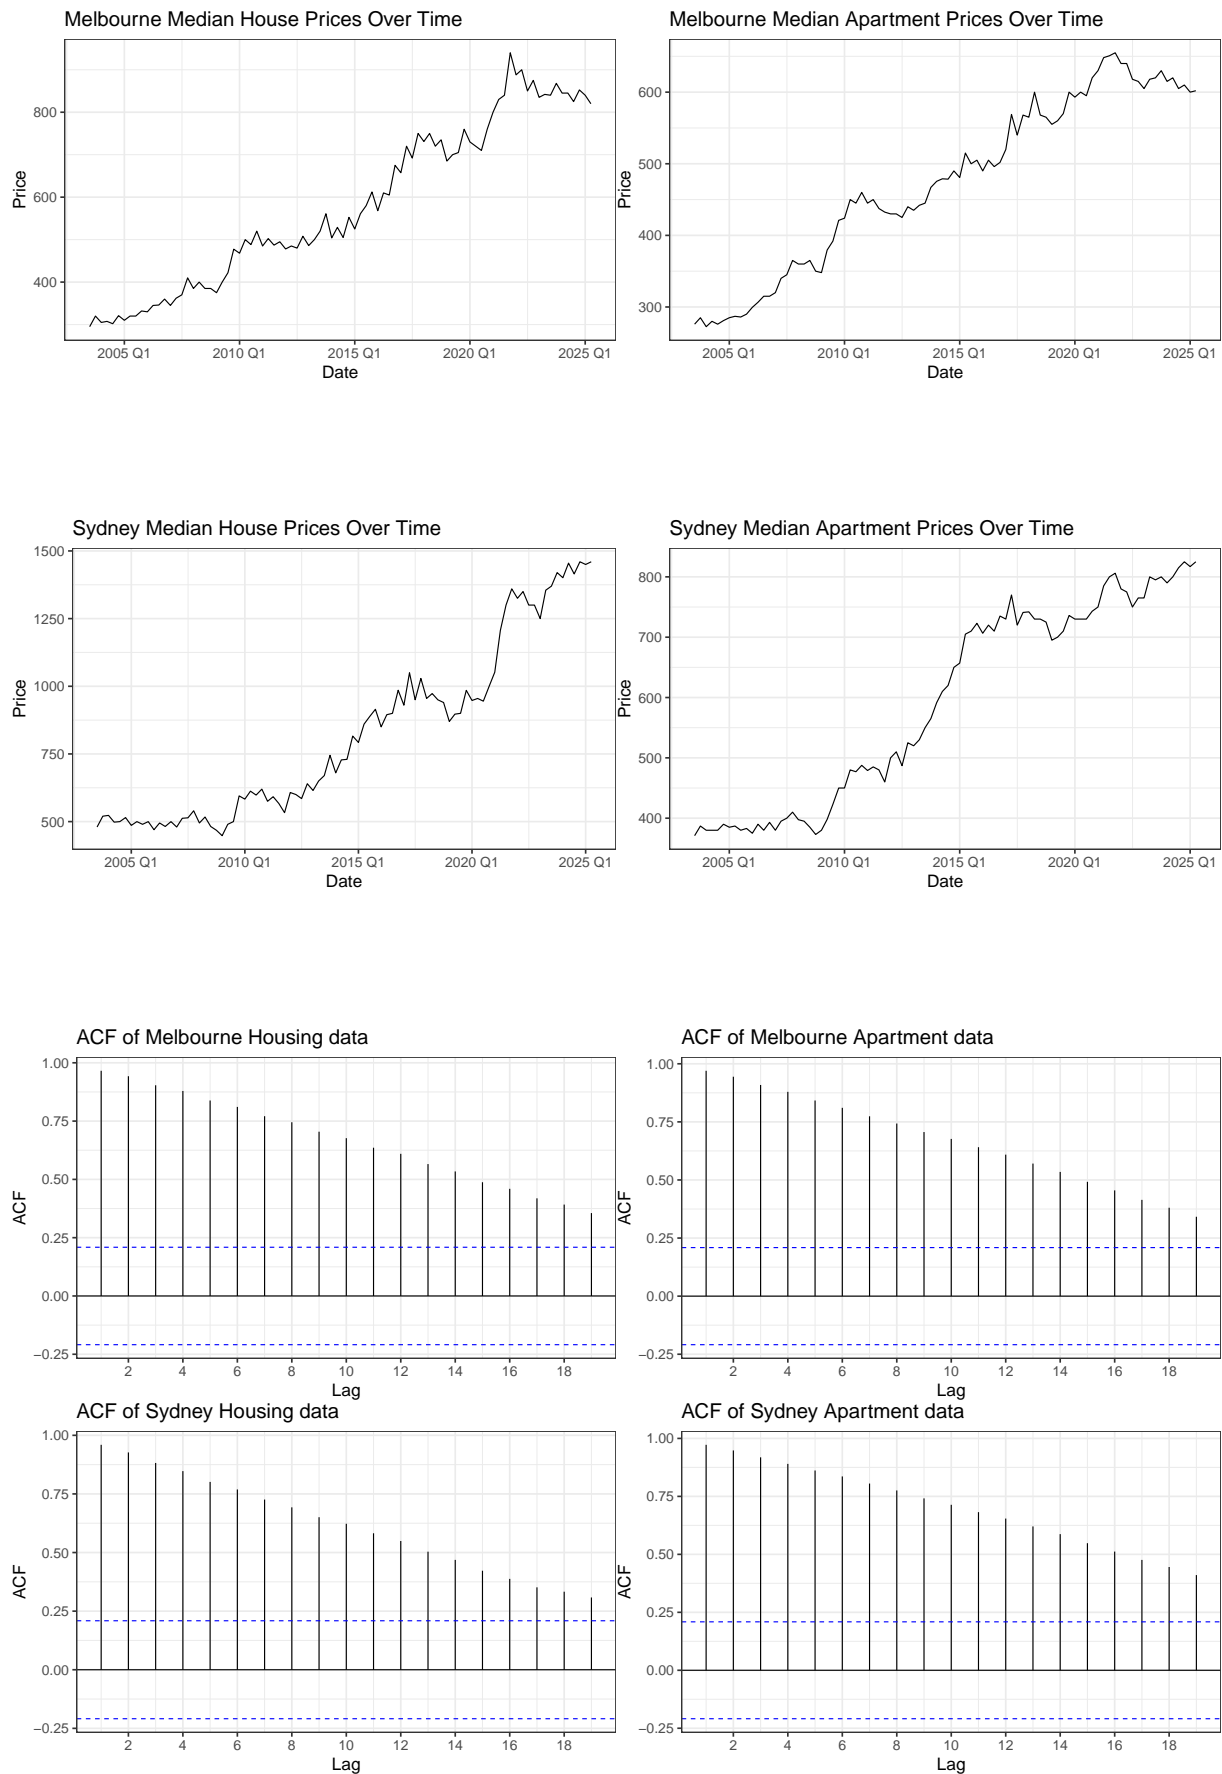 Melbourne Median House Prices Over Time
Price
800
600
400
2005 Q1 2010 Q1 2015 Q1 2020 Q1 2025 Q1
Date
Melbourne Median Apartment Prices Over Time
Price
600
500
400
300
2005 Q1 2010 Q1 2015 Q1 2020 Q1 2025 Q1
Date
Sydney Median House Prices Over Time
Price
1500
1250
1000
750
500
2005 Q1 2010 Q1 2015 Q1 2020 Q1 2025 Q1
Date
Sydney Median Apartment Prices Over Time
Price
800
700
600
500
400
2005 Q1 2010 Q1 2015 Q1 2020 Q1 2025 Q1
Date
ACF of Melbourne Housing data
ACF
1.00
0.75
0.50
0.25
0.00
−0.25
2 4 6 8 10 12 14 16 18
Lag
ACF of Melbourne Apartment data
ACF
1.00
0.75
0.50
0.25
0.00
−0.25
2 4 6 8 10 12 14 16 18
Lag
ACF of Sydney Housing data
ACF
1.00
0.75
0.50
0.25
0.00
−0.25
2 4 6 8 10 12 14 16 18
Lag
ACF of Sydney Apartment data
ACF
1.00
0.75
0.50
0.25
0.00
−0.25
2 4 6 8 10 12 14 16 18
Lag